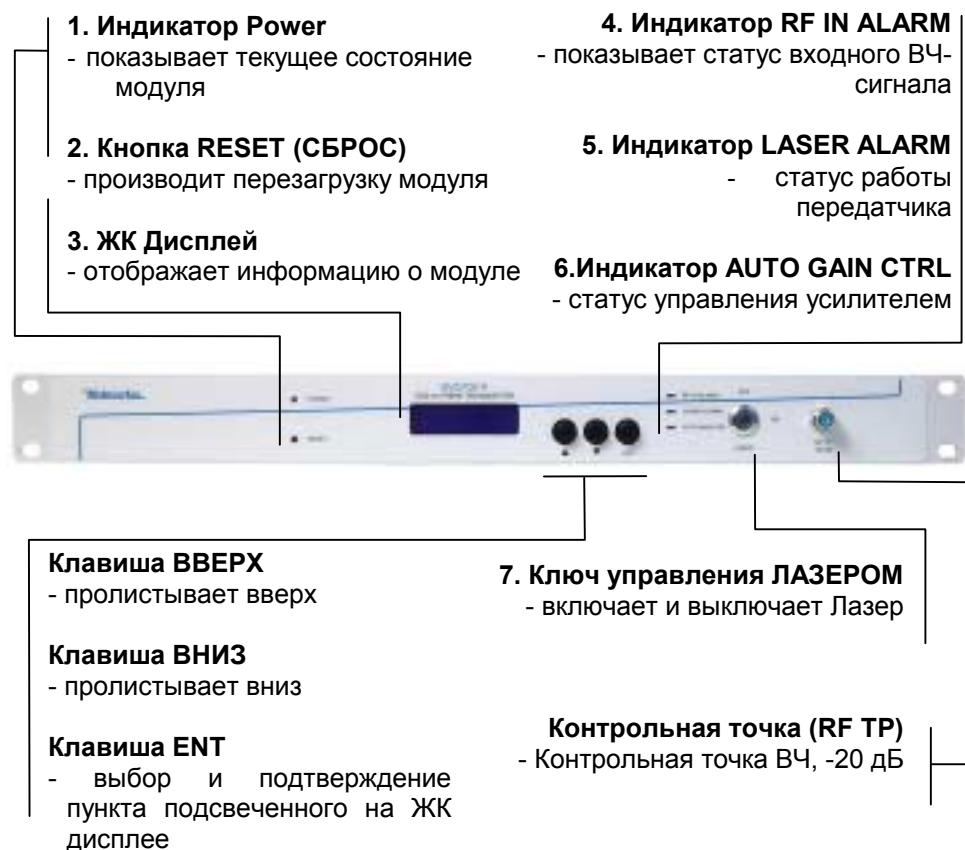 1. Индикатор Power
- показывает текущее состояние
модуля
2. Кнопка RESET (СБРОС)
- производит перезагрузку модуля
3. ЖК Дисплей
- отображает информацию о модуле
4. Индикатор RF IN ALARM
- показывает статус входного ВЧ-
сигнала
5. Индикатор LASER ALARM
- статус работы
передатчика
6.Индикатор AUTO GAIN CTRL
- статус управления усилителем
Клавиша ВВЕРХ
- пролистывает вверх
Клавиша ВНИЗ
- пролистывает вниз
Клавиша ENT
- выбор и подтверждение
пункта подсвеченного на ЖК
дисплее
7. Ключ управления ЛАЗЕРОМ
- включает и выключает Лазер
Контрольная точка (RF TP)
- Контрольная точка ВЧ, -20 дБ